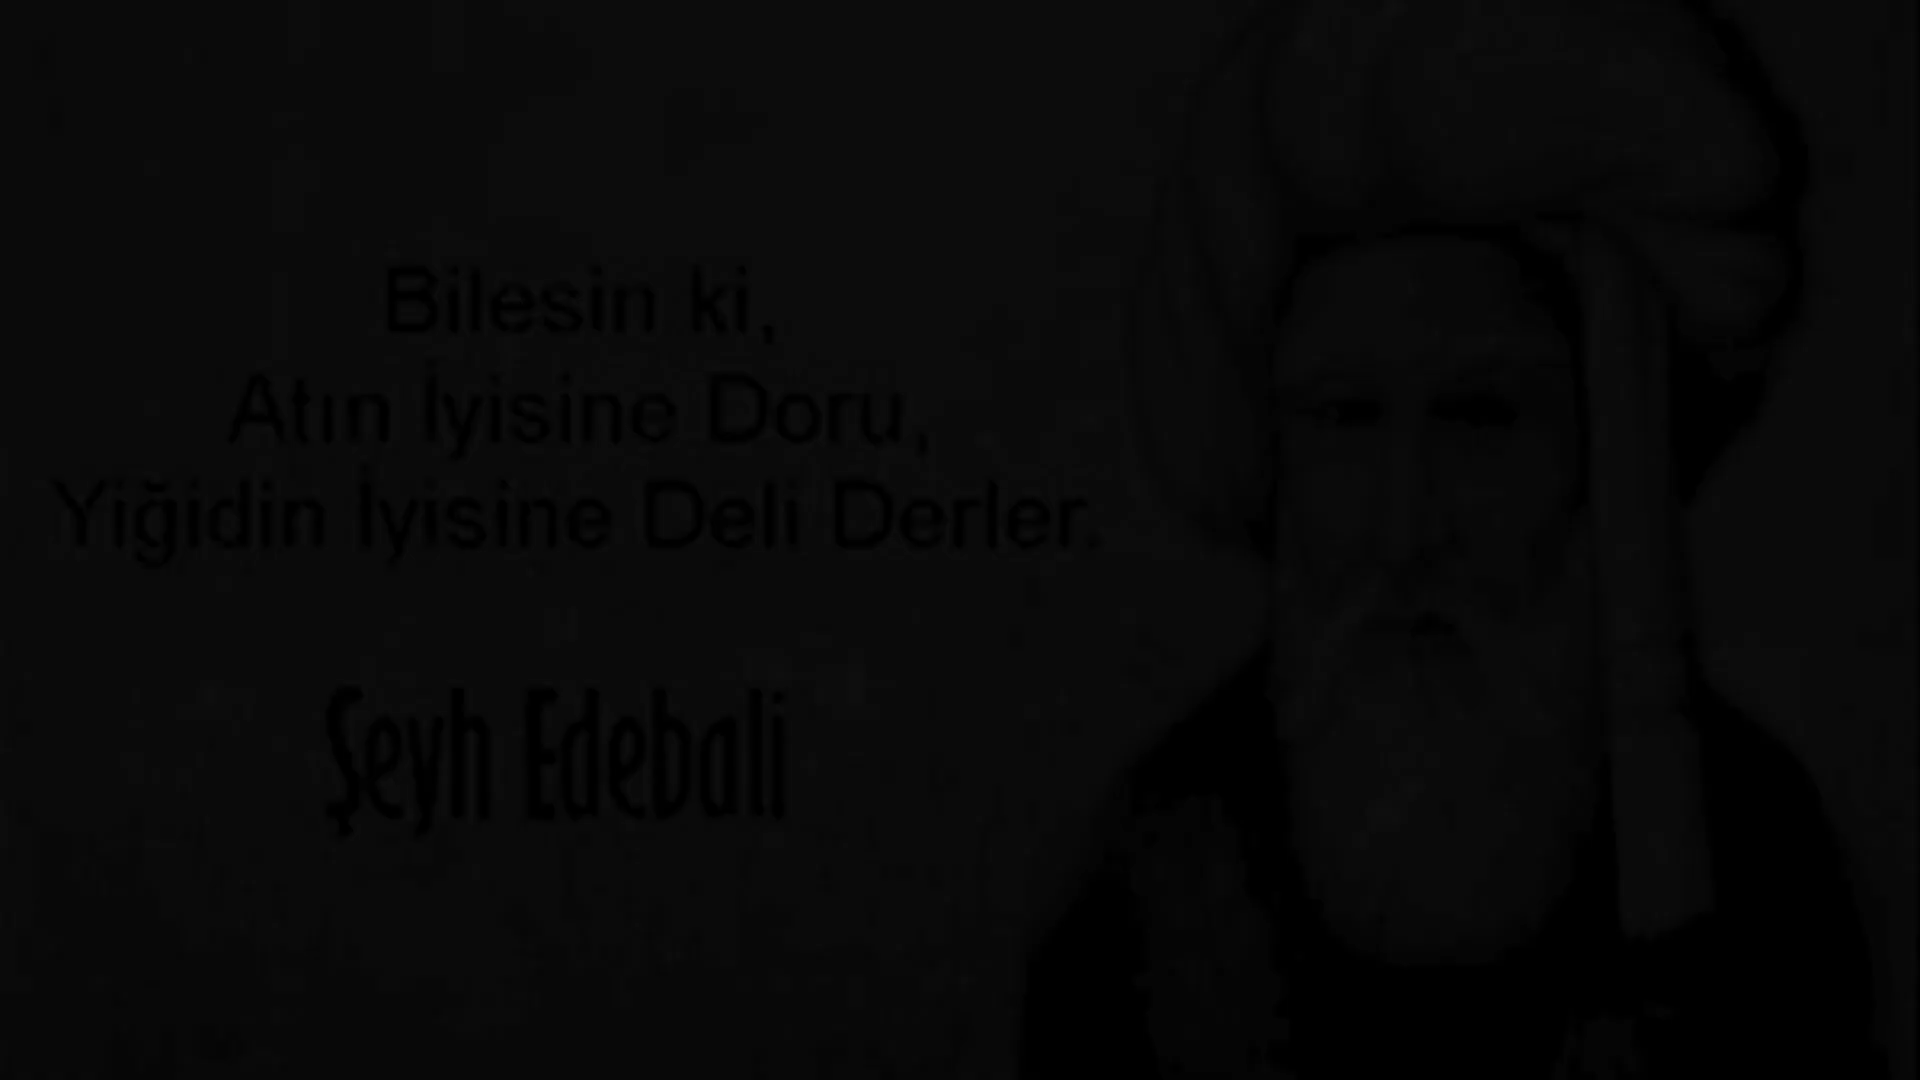 Bilesin ki,
Atın İyisine Doru,
Yiğidin İyisine Deli Derler.
Şeyh Edebali